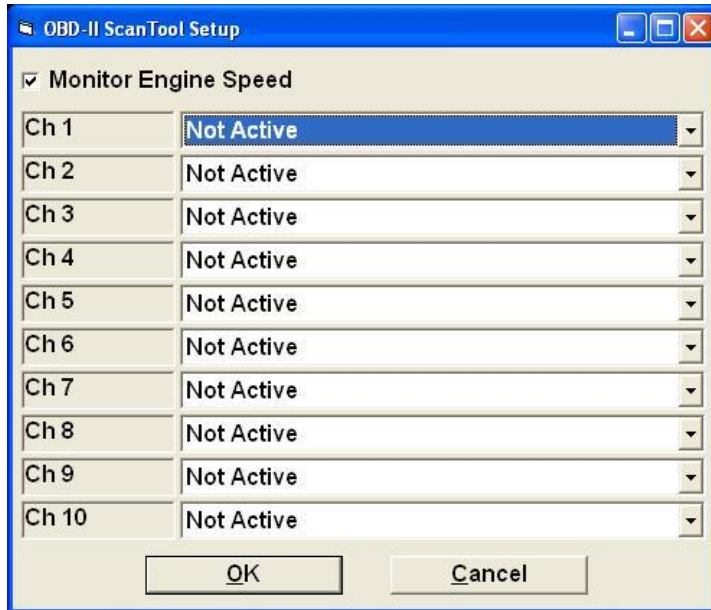 OBD-II ScanTool Setup
Monitor Engine Speed
Ch 1 Not Active
Ch 2 Not Active
Ch 3 Not Active
Ch 4 Not Active
Ch 5 Not Active
Ch 6 Not Active
Ch 7 Not Active
Ch 8 Not Active
Ch 9 Not Active
Ch 10 Not Active
OK Cancel